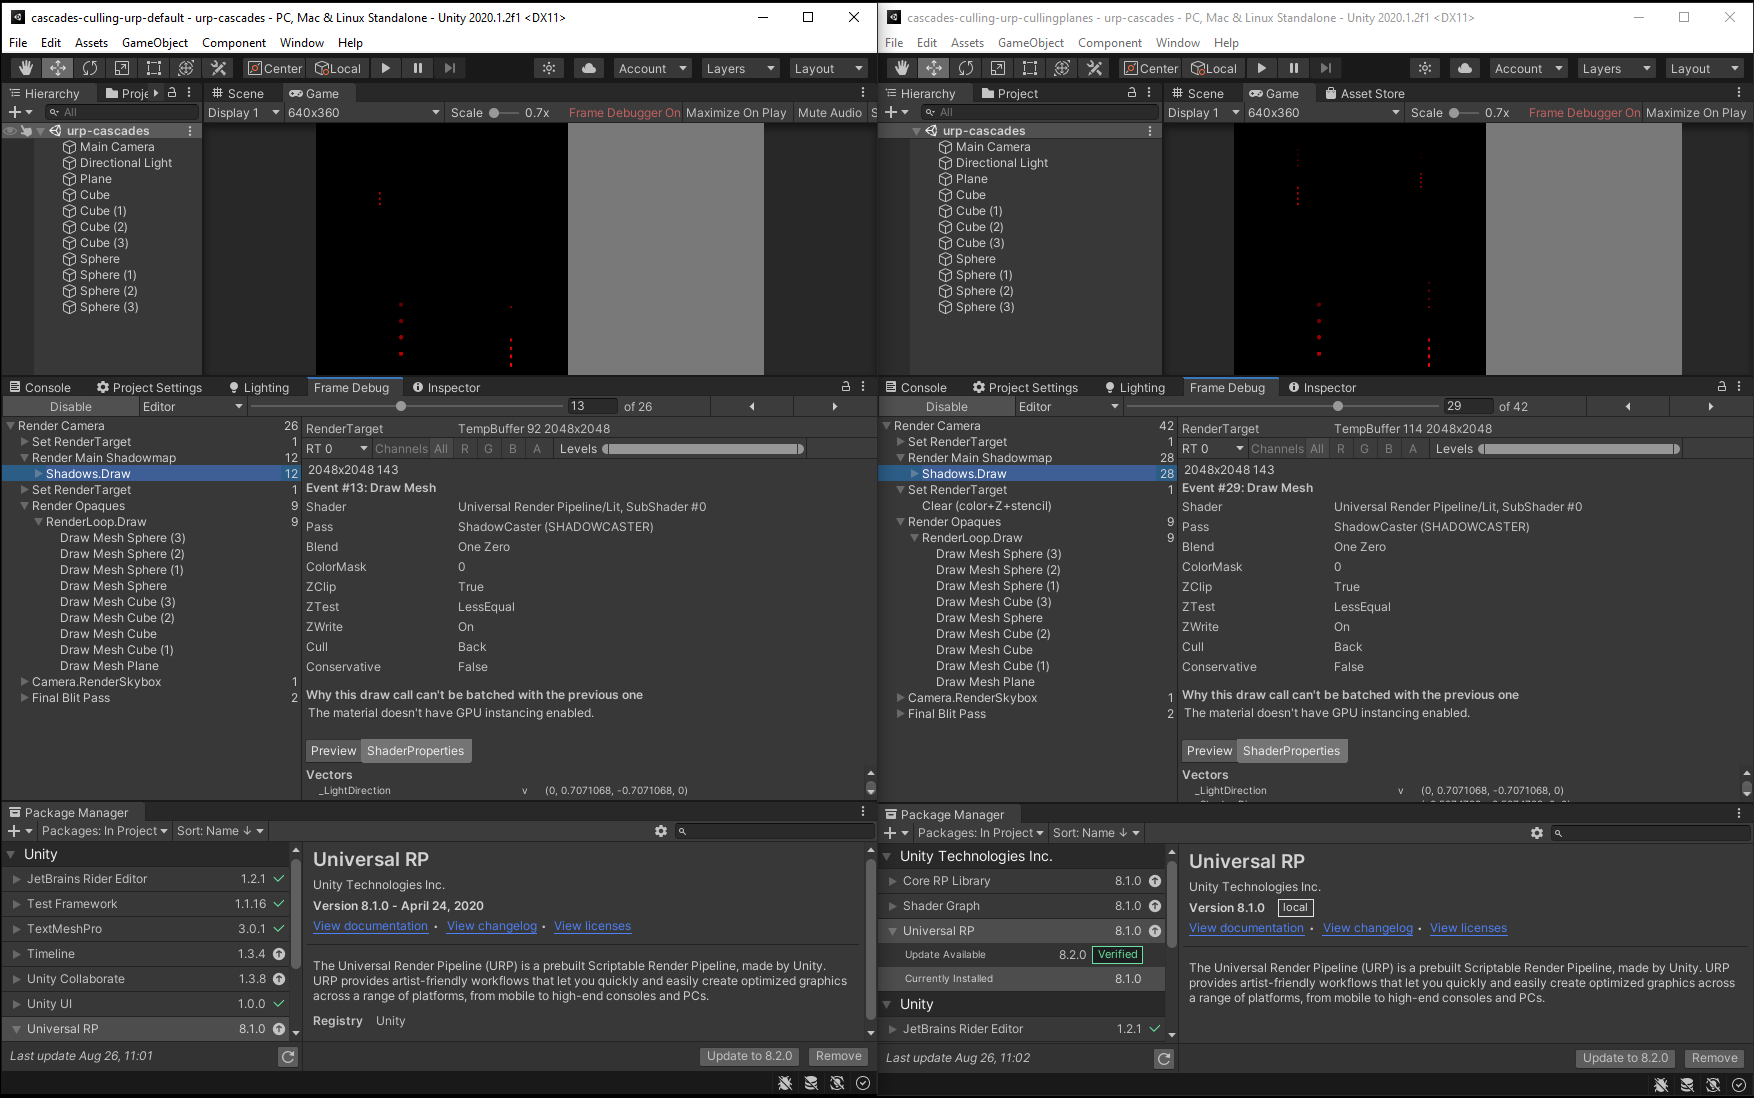 cascades-culling-urp-default - urp-cascades - PC, Mac & Linux Standalone - Unity 2020.1.2f1 <DX11>
File Edit Assets GameObject Component Window Help
Center Local Account Layers Layout
Hierarchy Proje Scene Game
All Display 1 640x360 Scale 0.7x Frame Debugger On Maximize On Play Mute Audio S
urp-cascades
Main Camera
Directional Light
Plane
Cube
Cube (1)
Cube (2)
Cube (3)
Sphere
Sphere (1)
Sphere (2)
Sphere (3)
Console Project Settings Lighting Frame Debug Inspector
Disable Editor 13 of 26
Render Camera 26
Set RenderTarget 1
Render Main Shadowmap 12
Shadows.Draw 12
Set RenderTarget 1
Render Opaques 9
RenderLoop.Draw 9
Draw Mesh Sphere (3)
Draw Mesh Sphere (2)
Draw Mesh Sphere (1)
Draw Mesh Sphere
Draw Mesh Cube (3)
Draw Mesh Cube (2)
Draw Mesh Cube
Draw Mesh Cube (1)
Draw Mesh Plane
Camera.RenderSkybox 1
Final Blit Pass 2
RenderTarget TempBuffer 92 2048x2048
RT 0 Channels All R G B A Levels
2048x2048 143
Event #13: Draw Mesh
Shader Universal Render Pipeline/Lit, SubShader #0
Pass ShadowCaster (SHADOWCASTER)
Blend One Zero
ColorMask 0
ZClip True
ZTest LessEqual
ZWrite On
Cull Back
Conservative False
Why this draw call can't be batched with the previous one
The material doesn't have GPU instancing enabled.
Preview ShaderProperties
Vectors
_LightDirection v (0, 0.7071068, -0.7071068, 0)
Package Manager
Packages: In Project Sort: Name ↓
Unity
JetBrains Rider Editor 1.2.1
Test Framework 1.1.16
TextMeshPro 3.0.1
Timeline 1.3.4
Unity Collaborate 1.3.8
Unity UI 1.0.0
Universal RP 8.1.0
Last update Aug 26, 11:01
Universal RP
Unity Technologies Inc.
Version 8.1.0 - April 24, 2020
View documentation • View changelog • View licenses
The Universal Render Pipeline (URP) is a prebuilt Scriptable Render Pipeline, made by Unity.
URP provides artist-friendly workflows that let you quickly and easily create optimized graphics
across a range of platforms, from mobile to high-end consoles and PCs.
Registry Unity
Update to 8.2.0 Remove
cascades-culling-urp-cullingplanes - urp-cascades - PC, Mac & Linux Standalone - Unity 2020.1.2f1 <DX11>
File Edit Assets GameObject Component Window Help
Center Local Account Layers Layout
Hierarchy Project Scene Game Asset Store
All Display 1 640x360 Scale 0.7x Frame Debugger On Maximize On Play
urp-cascades
Main Camera
Directional Light
Plane
Cube
Cube (1)
Cube (2)
Cube (3)
Sphere
Sphere (1)
Sphere (2)
Sphere (3)
Console Project Settings Lighting Frame Debug Inspector
Disable Editor 29 of 42
Render Camera 42
Set RenderTarget 1
Render Main Shadowmap 28
Shadows.Draw 28
Set RenderTarget 1
Clear (color+Z+stencil)
Render Opaques 9
RenderLoop.Draw 9
Draw Mesh Sphere (3)
Draw Mesh Sphere (2)
Draw Mesh Sphere (1)
Draw Mesh Cube (3)
Draw Mesh Sphere
Draw Mesh Cube (2)
Draw Mesh Cube
Draw Mesh Cube (1)
Draw Mesh Plane
Camera.RenderSkybox 1
Final Blit Pass 2
RenderTarget TempBuffer 114 2048x2048
RT 0 Channels All R G B A Levels
2048x2048 143
Event #29: Draw Mesh
Shader Universal Render Pipeline/Lit, SubShader #0
Pass ShadowCaster (SHADOWCASTER)
Blend One Zero
ColorMask 0
ZClip True
ZTest LessEqual
ZWrite On
Cull Back
Conservative False
Why this draw call can't be batched with the previous one
The material doesn't have GPU instancing enabled.
Preview ShaderProperties
Vectors
_LightDirection v (0, 0.7071068, -0.7071068, 0)
Package Manager
Packages: In Project Sort: Name ↓
Unity Technologies Inc.
Core RP Library 8.1.0
Shader Graph 8.1.0
Universal RP 8.1.0
Update Available 8.2.0 Verified
Currently Installed 8.1.0
Unity
JetBrains Rider Editor 1.2.1
Last update Aug 26, 11:02
Universal RP
Unity Technologies Inc.
Version 8.1.0 local
View documentation • View changelog • View licenses
The Universal Render Pipeline (URP) is a prebuilt Scriptable Render Pipeline, made by Unity. URP
provides artist-friendly workflows that let you quickly and easily create optimized graphics across
a range of platforms, from mobile to high-end consoles and PCs.
Update to 8.2.0 Remove